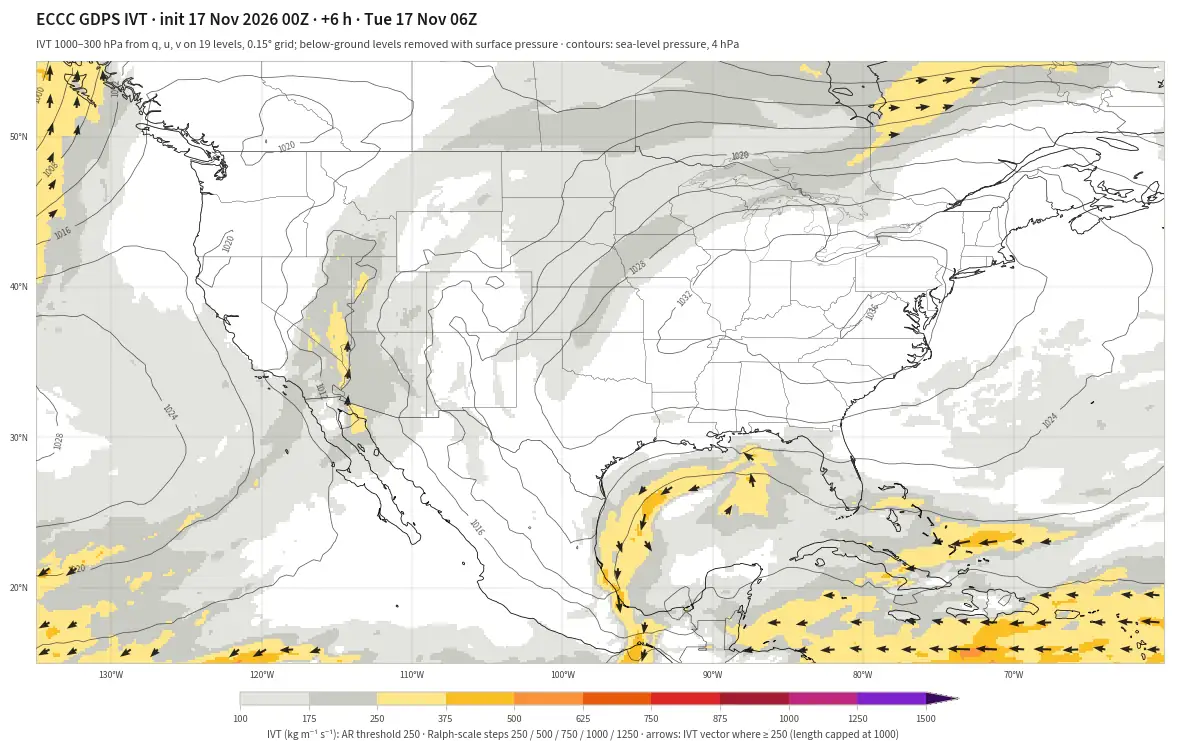 ECCC GDPS IVT · init 17 Nov 2026 00Z · +6 h · Tue 17 Nov 06Z
IVT 1000–300 hPa from q, u, v on 19 levels, 0.15° grid; below-ground levels removed with surface pressure · contours: sea-level pressure, 4 hPa
50°N
40°N
30°N
20°N
1020
1020
1008
1016
1020
1028
1032
1036
1012
1024
1028
1024
1016
1020
130°W
120°W
110°W
100°W
90°W
80°W
70°W
100
175
250
375
500
625
750
875
1000
1250
1500
IVT (kg m⁻¹ s⁻¹): AR threshold 250 · Ralph-scale steps 250 / 500 / 750 / 1000 / 1250 · arrows: IVT vector where ≥ 250 (length capped at 1000)